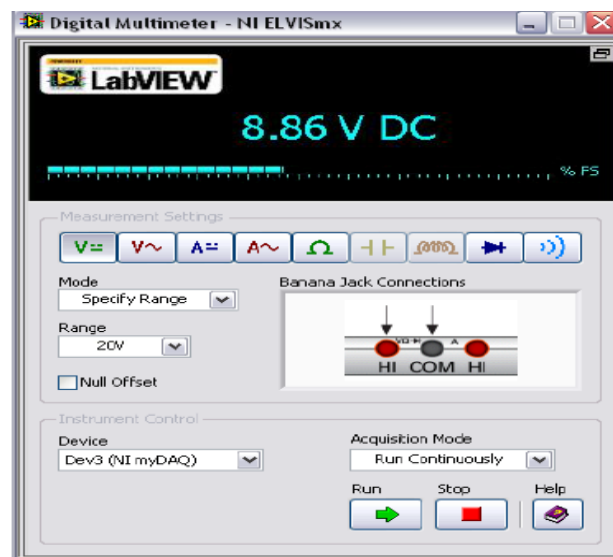 Digital Multimeter - NI ELVISmx
LabVIEW
8.86 V DC
% FS
Measurement Settings
V V A A Ω
Mode
Specify Range
Banana Jack Connections
Range
20V
HI COM HI
Null Offset
Instrument Control
Device
Dev3 (NI myDAQ)
Acquisition Mode
Run Continuously
Run Stop Help